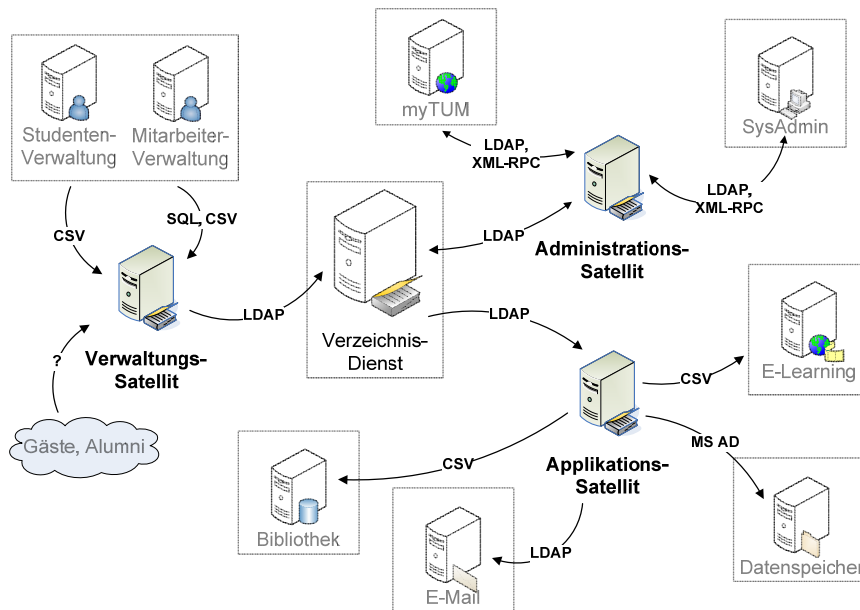 Studenten-
Verwaltung
Mitarbeiter-
Verwaltung
myTUM
SysAdmin
LDAP,
XML-RPC
LDAP,
XML-RPC
CSV
SQL, CSV
LDAP
Administrations-
Satellit
LDAP
LDAP
Verzeichnis-
Dienst
Verwaltungs-
Satellit
?
Gäste, Alumni
E-Learning
CSV
MS AD
CSV
Applikations-
Satellit
Bibliothek
LDAP
E-Mail
Datenspeicher